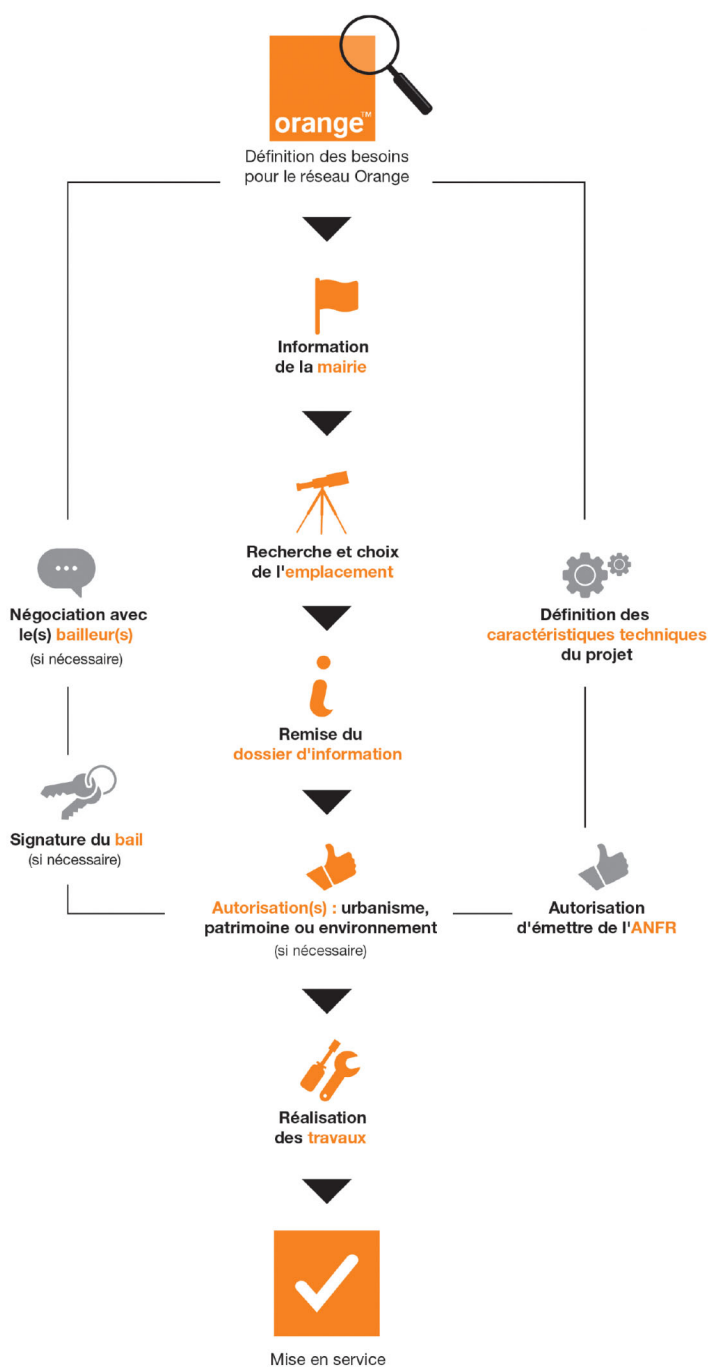 orange™
Définition des besoins
pour le réseau Orange
Information
de la mairie
Recherche et choix
de l'emplacement
Négociation avec
le(s) bailleur(s)
(si nécessaire)
Définition des
caractéristiques techniques
du projet
Remise du
dossier d'information
Signature du bail
(si nécessaire)
Autorisation(s) : urbanisme,
patrimoine ou environnement
(si nécessaire)
Autorisation
d'émettre de l'ANFR
Réalisation
des travaux
Mise en service